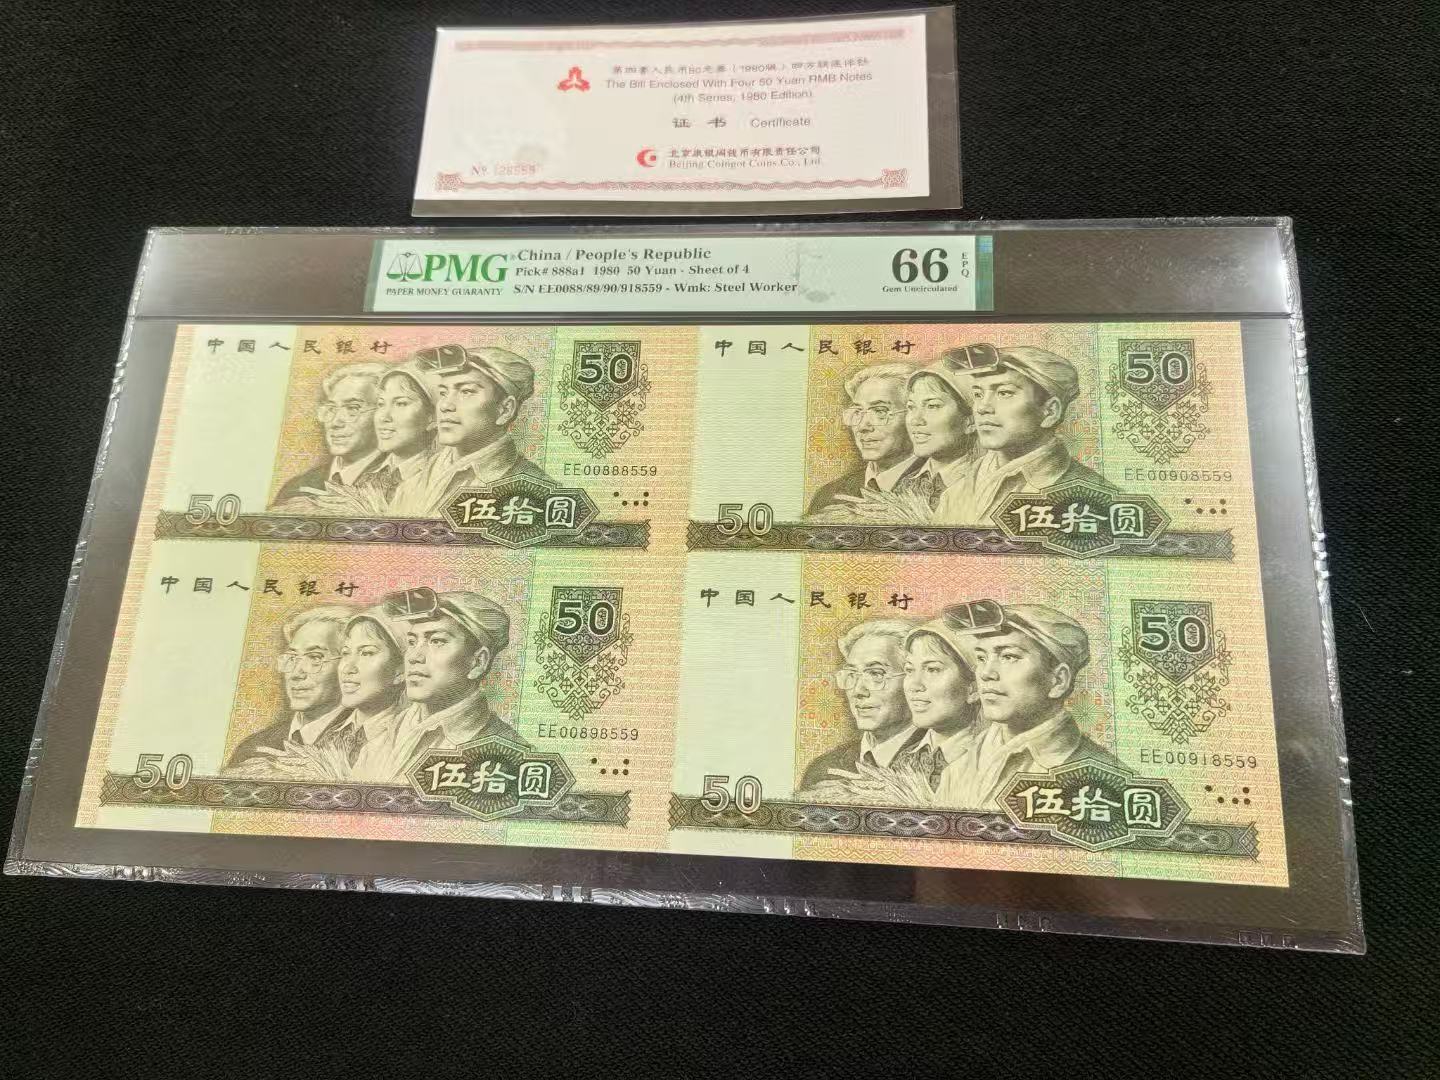 第四套人民币50元券(1980版)四方联连体钞
The Bill Enclosed With Four 50 Yuan RMB Notes
(4th Series, 1980 Edition)
证 书 Certificate
北京康银阁钱币有限责任公司
Beijing Coingot Coins Co., Ltd.
№ 128559
PMG
PAPER MONEY GUARANTY
China / People's Republic
Pick# 888a1 1980 50 Yuan - Sheet of 4
S/N EE0088/89/90/918559 - Wmk: Steel Worker
66 EPQ
Gem Uncirculated
中国人民银行
50
EE00888559
50
伍拾圆
中国人民银行
50
EE00908559
50
伍拾圆
中国人民银行
50
EE00898559
50
伍拾圆
中国人民银行
50
EE00918559
50
伍拾圆